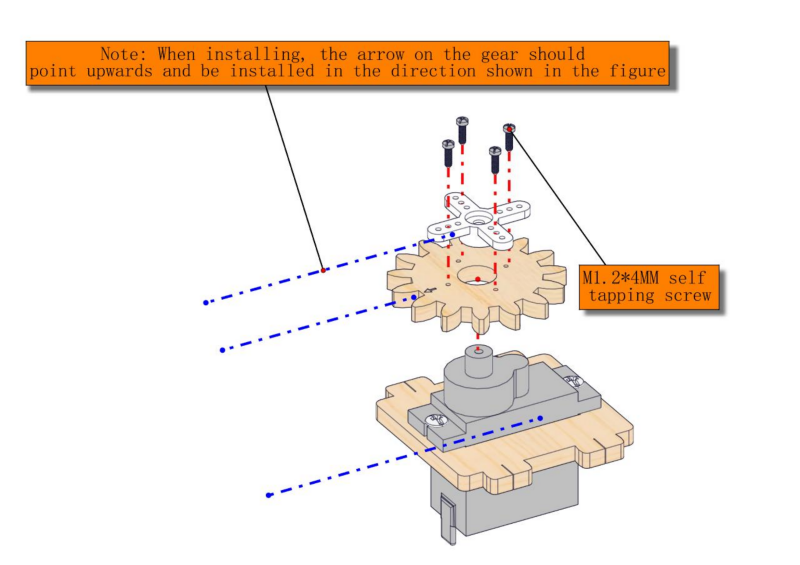 Note: When installing, the arrow on the gear should
point upwards and be installed in the direction shown in the figure
M1.2*4MM self
tapping screw